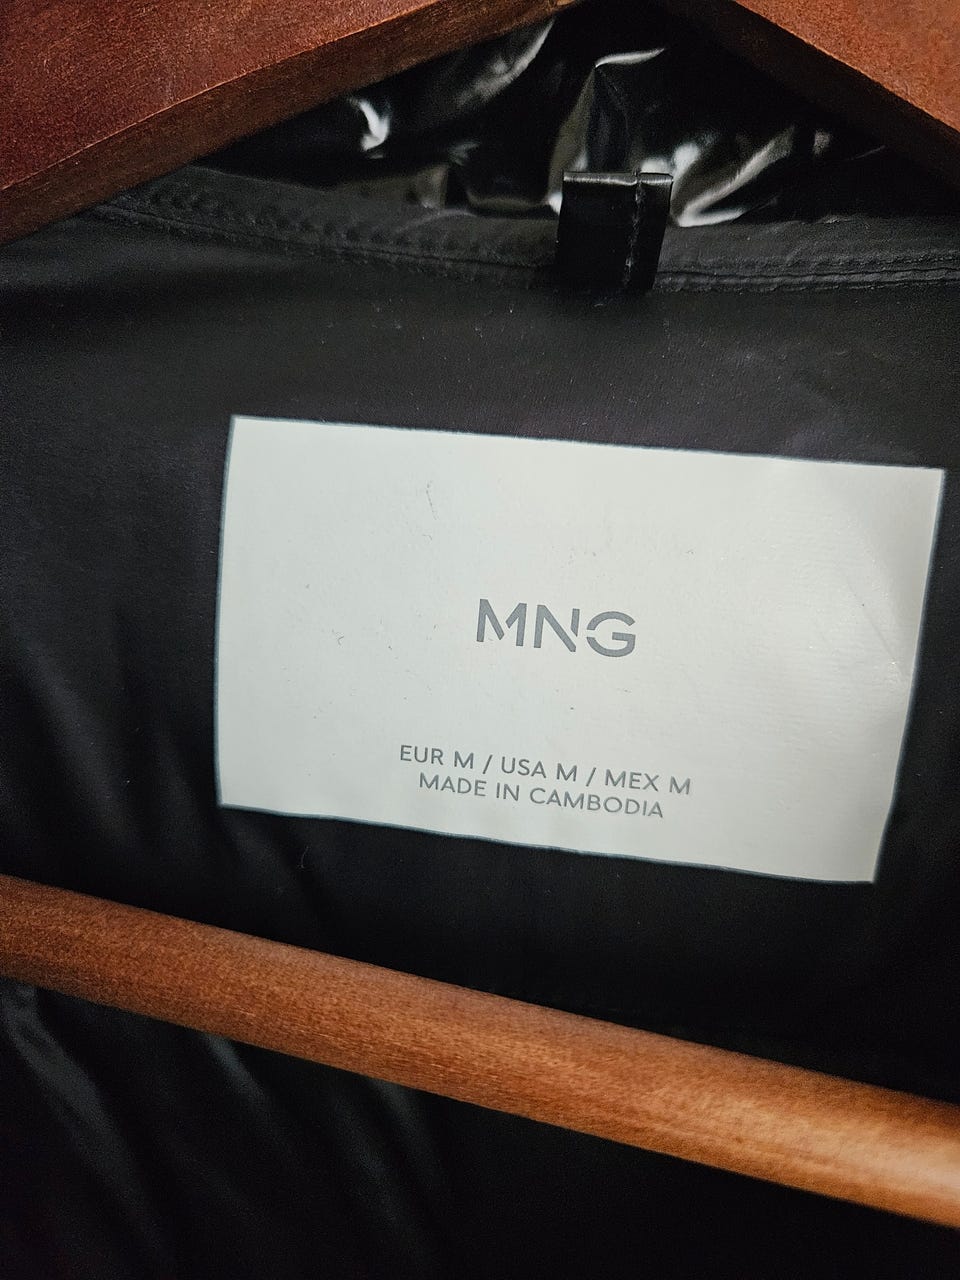 MNG
EUR M / USA M / MEX M
MADE IN CAMBODIA